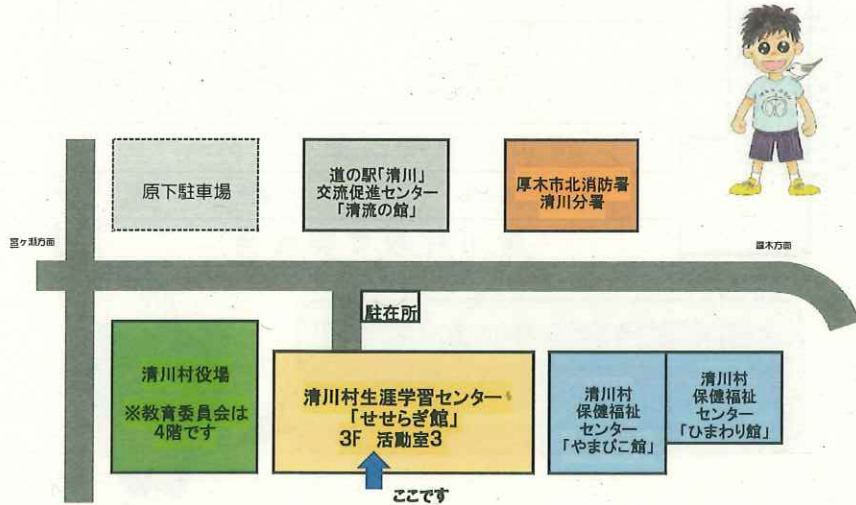 原下駐車場
道の駅「清川」
交流促進センター
「清流の館」
厚木市北消防署
清川分署
宮ヶ瀬方面
厚木方面
駐在所
清川村役場
※教育委員会は
4階です
清川村生涯学習センター
「せせらぎ館」
3F 活動室3
清川村
保健福祉
センター
「やまびこ館」
清川村
保健福祉
センター
「ひまわり館」
ここです